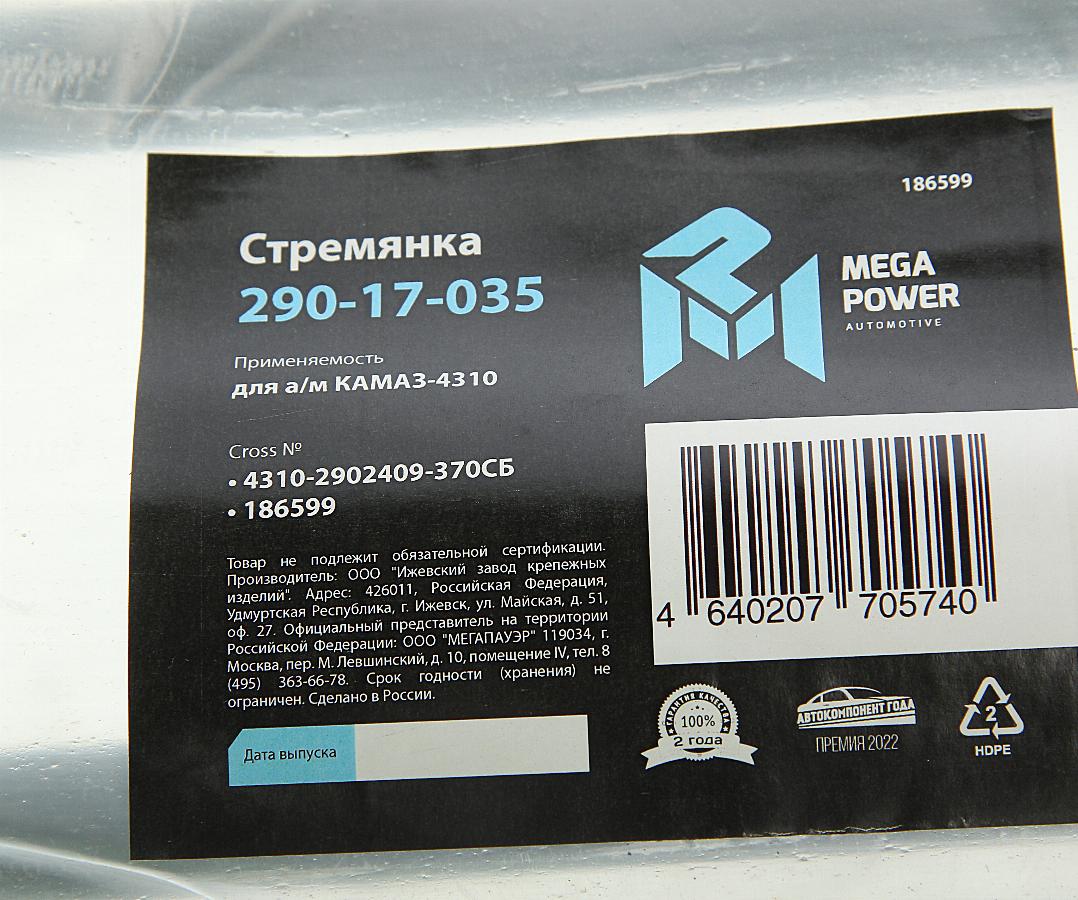 186599
Стремянка
290-17-035
MEGA
POWER
AUTOMOTIVE
Применяемость
для а/м КАМАЗ-4310
Cross №
• 4310-2902409-370СБ
• 186599
Товар не подлежит обязательной сертификации.
Производитель: ООО "Ижевский завод крепежных
изделий". Адрес: 426011, Российская Федерация,
Удмуртская Республика, г. Ижевск, ул. Майская, д. 51,
оф. 27. Официальный представитель на территории
Российской Федерации: ООО "МЕГАПАУЭР" 119034, г.
Москва, пер. М. Левшинский, д. 10, помещение IV, тел. 8
(495) 363-66-78. Срок годности (хранения) не
ограничен. Сделано в России.
Дата выпуска
4 640207 705740
ГАРАНТИЯ КАЧЕСТВА
100%
2 года
АВТОКОМПОНЕНТ ГОДА
ПРЕМИЯ 2022
2
HDPE